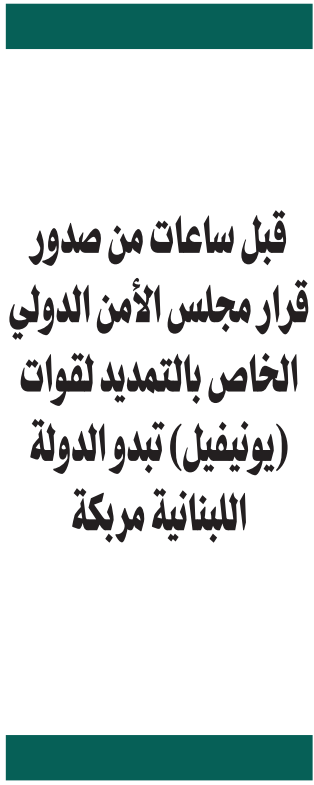 قبل ساعات من صدور
قرار مجلس الأمن الدولي
الخاص بالتمديد لقوات
(يونيفيل) تبدو الدولة
اللبنانية مربكة